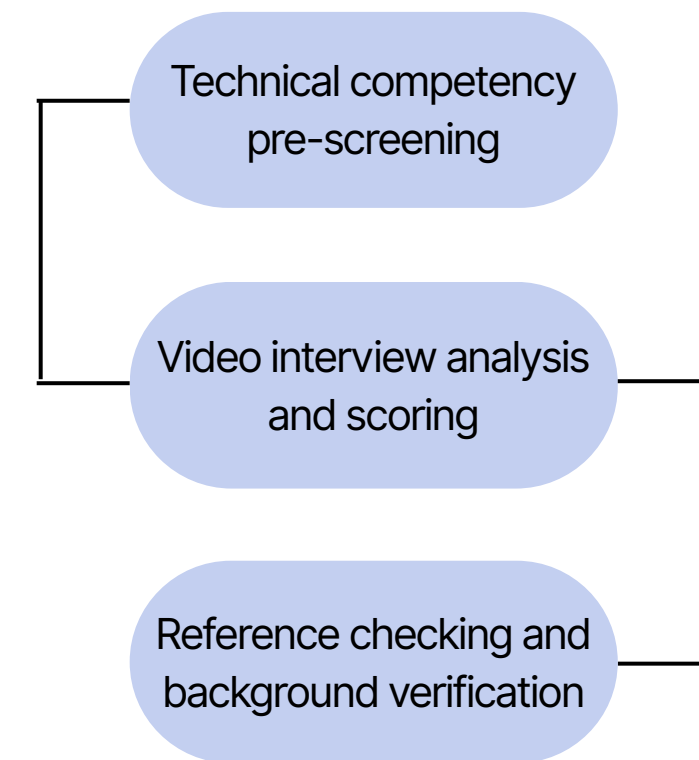 Technical competency
pre-screening
Video interview analysis
and scoring
Reference checking and
background verification